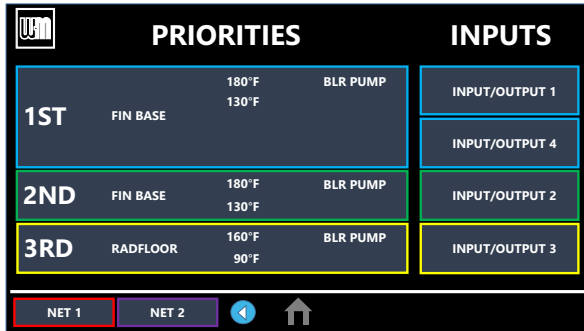 WM
PRIORITIES
INPUTS
1ST
FIN BASE
180°F
130°F
BLR PUMP
INPUT/OUTPUT 1
INPUT/OUTPUT 4
2ND
FIN BASE
180°F
130°F
BLR PUMP
INPUT/OUTPUT 2
3RD
RADFLOOR
160°F
90°F
BLR PUMP
INPUT/OUTPUT 3
NET 1
NET 2